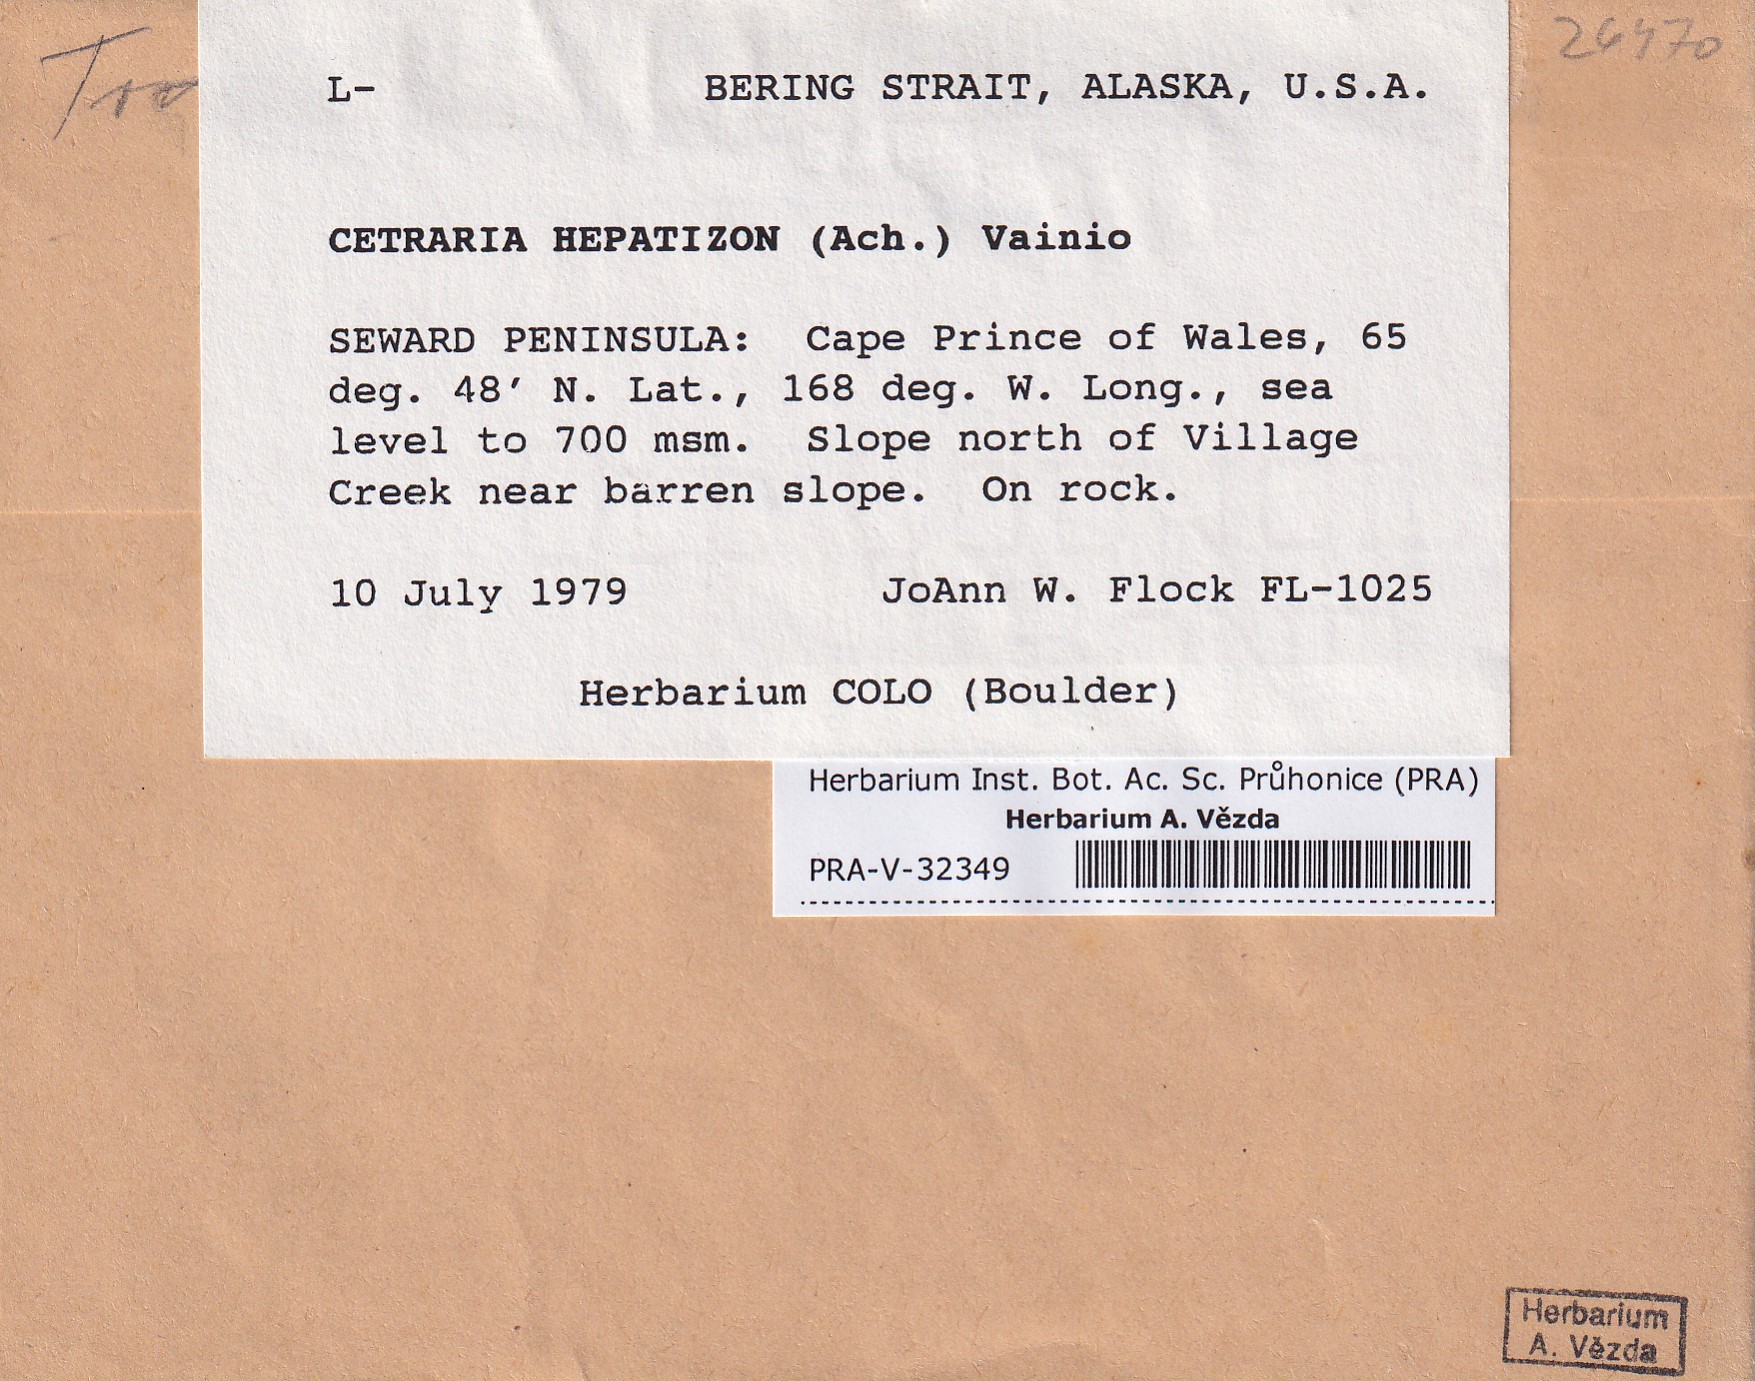 26470
L- BERING STRAIT, ALASKA, U.S.A.
CETRARIA HEPATIZON (Ach.) Vainio
SEWARD PENINSULA: Cape Prince of Wales, 65
deg. 48' N. Lat., 168 deg. W. Long., sea
level to 700 msm. Slope north of Village
Creek near barren slope. On rock.
10 July 1979 JoAnn W. Flock FL-1025
Herbarium COLO (Boulder)
Herbarium Inst. Bot. Ac. Sc. Průhonice (PRA)
Herbarium A. Vězda
PRA-V-32349
Herbarium
A. Vězda